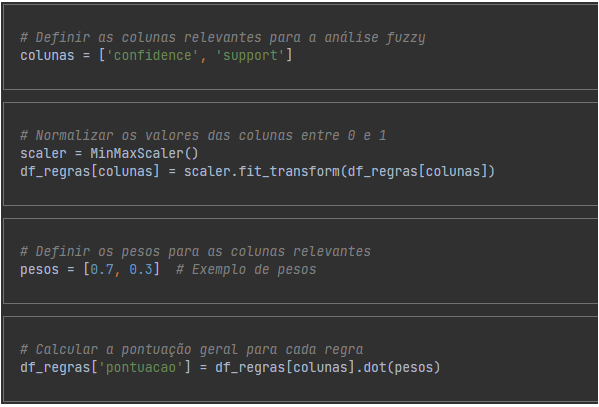 # Definir as colunas relevantes para a análise fuzzy
colunas = ['confidence', 'support']
# Normalizar os valores das colunas entre 0 e 1
scaler = MinMaxScaler()
df_regras[colunas] = scaler.fit_transform(df_regras[colunas])
# Definir os pesos para as colunas relevantes
pesos = [0.7, 0.3]  # Exemplo de pesos
# Calcular a pontuação geral para cada regra
df_regras['pontuacao'] = df_regras[colunas].dot(pesos)